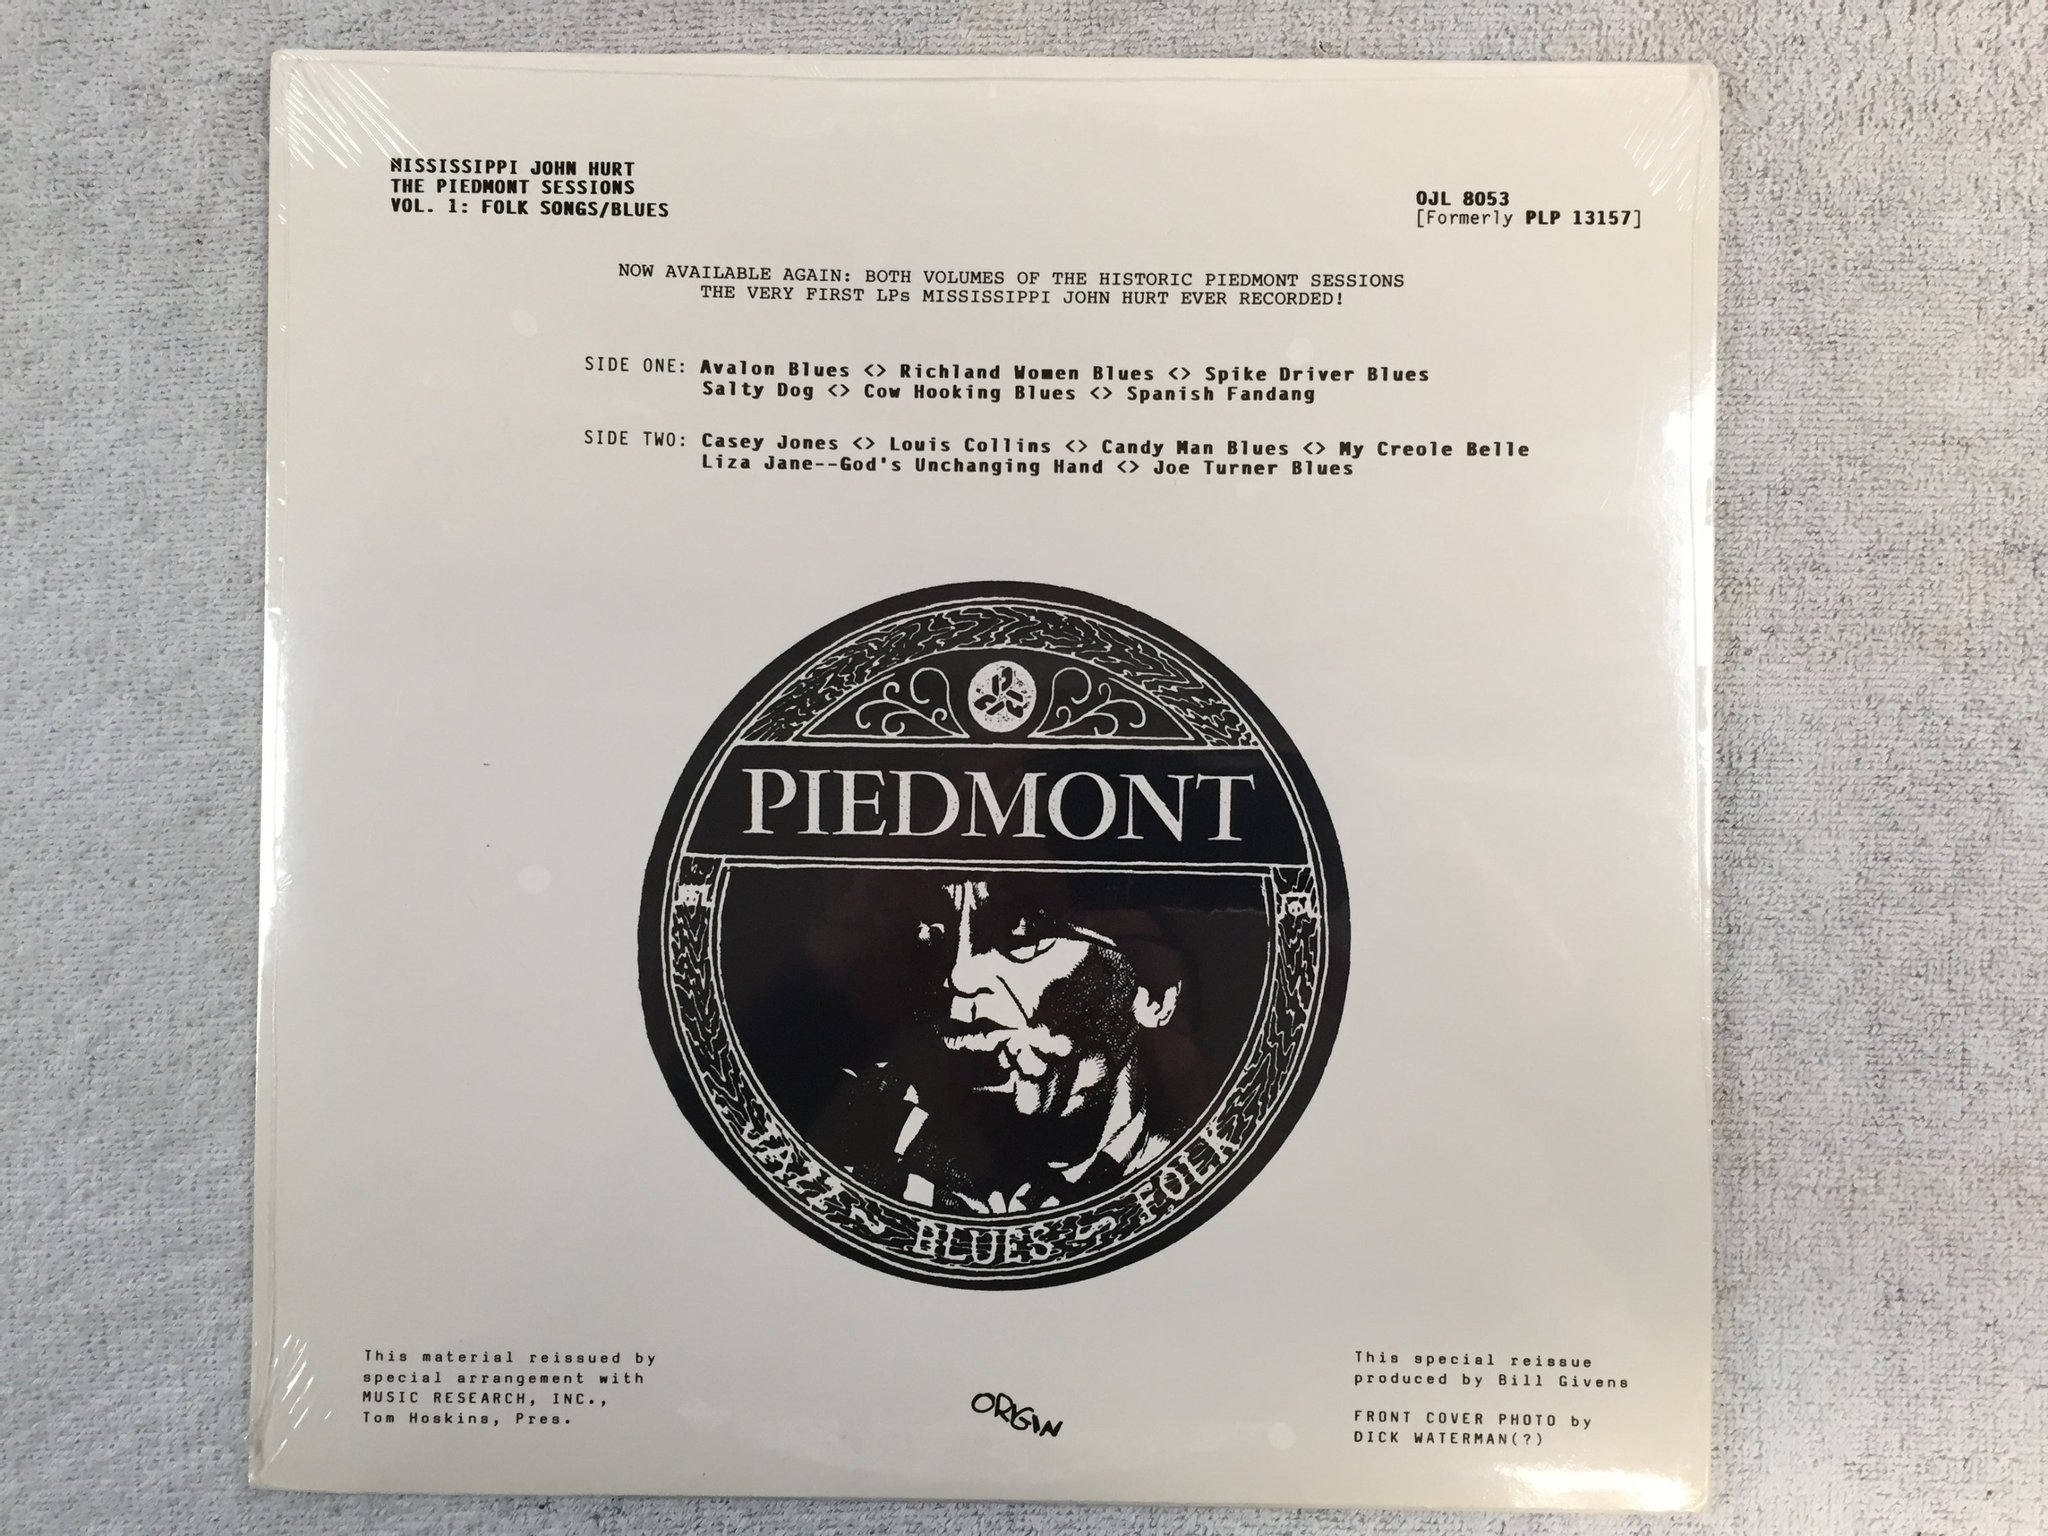 MISSISSIPPI JOHN HURT
THE PIEDMONT SESSIONS
VOL. 1: FOLK SONGS/BLUES
OJL 8053
[Formerly PLP 13157]
NOW AVAILABLE AGAIN: BOTH VOLUMES OF THE HISTORIC PIEDMONT SESSIONS
THE VERY FIRST LPs MISSISSIPPI JOHN HURT EVER RECORDED!
SIDE ONE: Avalon Blues <> Richland Women Blues <> Spike Driver Blues
Salty Dog <> Cow Hooking Blues <> Spanish Fandang
SIDE TWO: Casey Jones <> Louis Collins <> Candy Man Blues <> My Creole Belle
Liza Jane--God's Unchanging Hand <> Joe Turner Blues
PIEDMONT
JAZZ ~ BLUES ~ FOLK
This material reissued by
special arrangement with
MUSIC RESEARCH, INC.,
Tom Hoskins, Pres.
ORIGIN
This special reissue
produced by Bill Givens
FRONT COVER PHOTO by
DICK WATERMAN(?)